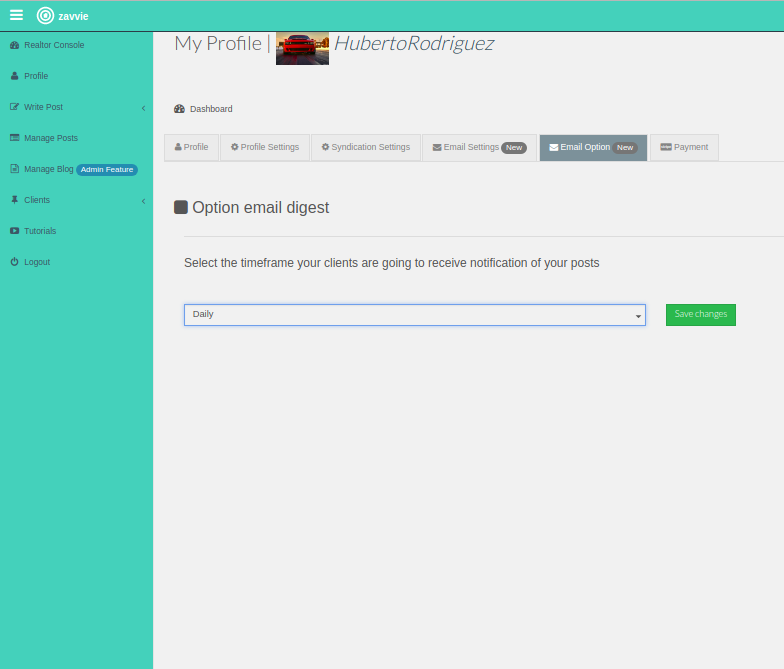 zavvie
Realtor Console
Profile
Write Post
Manage Posts
Manage Blog Admin Feature
Clients
Tutorials
Logout
My Profile | HubertoRodriguez
Dashboard
Profile
Profile Settings
Syndication Settings
Email Settings New
Email Option New
Payment
Option email digest
Select the timeframe your clients are going to receive notification of your posts
Daily
Save changes